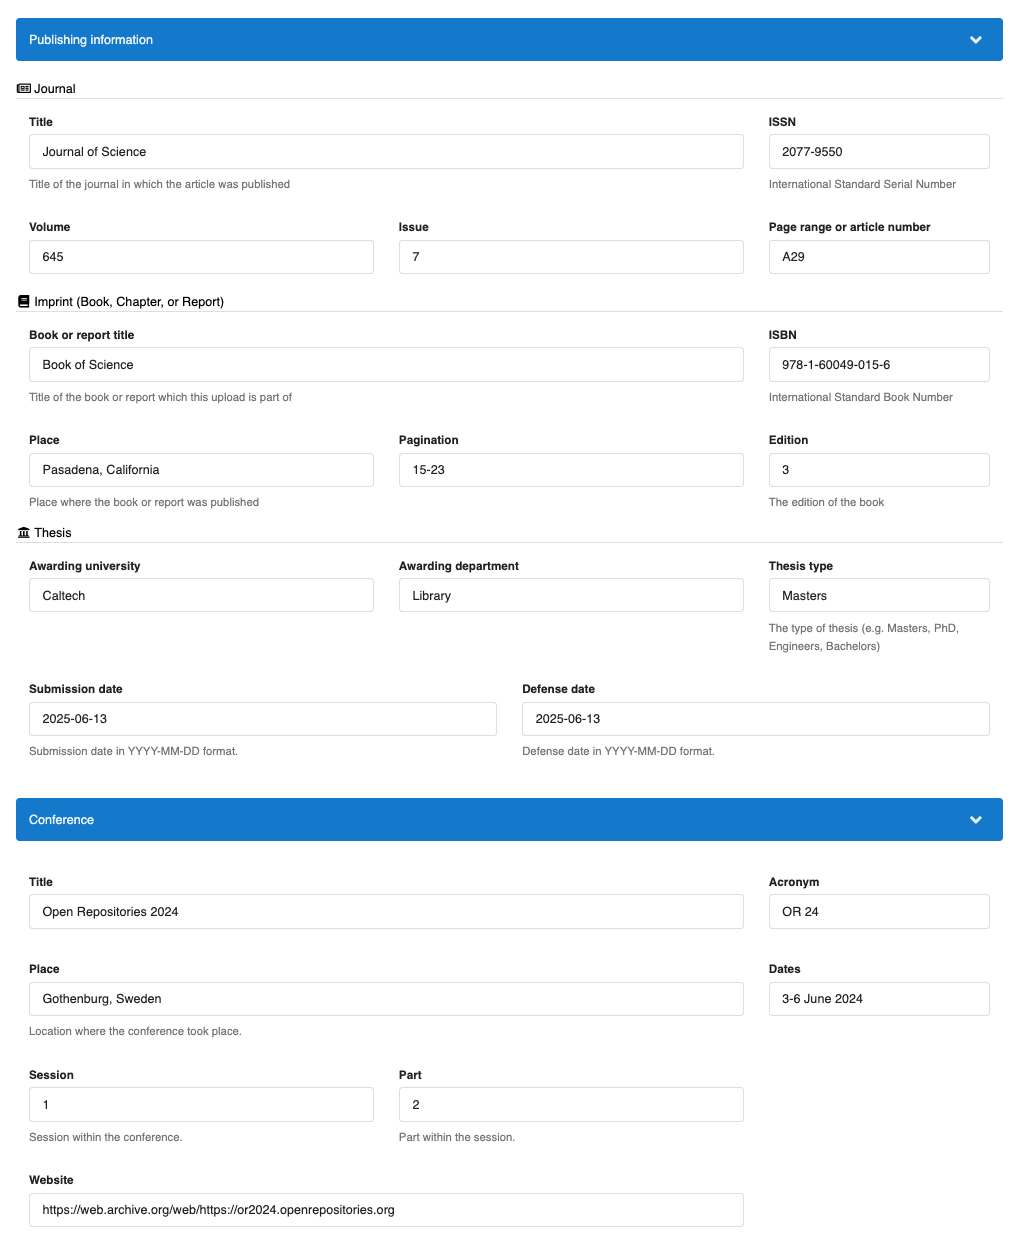 Publishing information
Journal
Title
ISSN
Journal of Science
2077-9550
Title of the journal in which the article was published
International Standard Serial Number
Volume
Issue
Page range or article number
645
7
A29
Imprint (Book, Chapter, or Report)
Book or report title
ISBN
Book of Science
978-1-60049-015-6
Title of the book or report which this upload is part of
International Standard Book Number
Place
Pagination
Edition
Pasadena, California
15-23
3
Place where the book or report was published
The edition of the book
Thesis
Awarding university
Awarding department
Thesis type
Caltech
Library
Masters
The type of thesis (e.g. Masters, PhD,
Engineers, Bachelors)
Submission date
Defense date
2025-06-13
2025-06-13
Submission date in YYYY-MM-DD format.
Defense date in YYYY-MM-DD format.
Conference
Title
Acronym
Open Repositories 2024
OR 24
Place
Dates
Gothenburg, Sweden
3-6 June 2024
Location where the conference took place.
Session
Part
1
2
Session within the conference.
Part within the session.
Website
https://web.archive.org/web/https://or2024.openrepositories.org